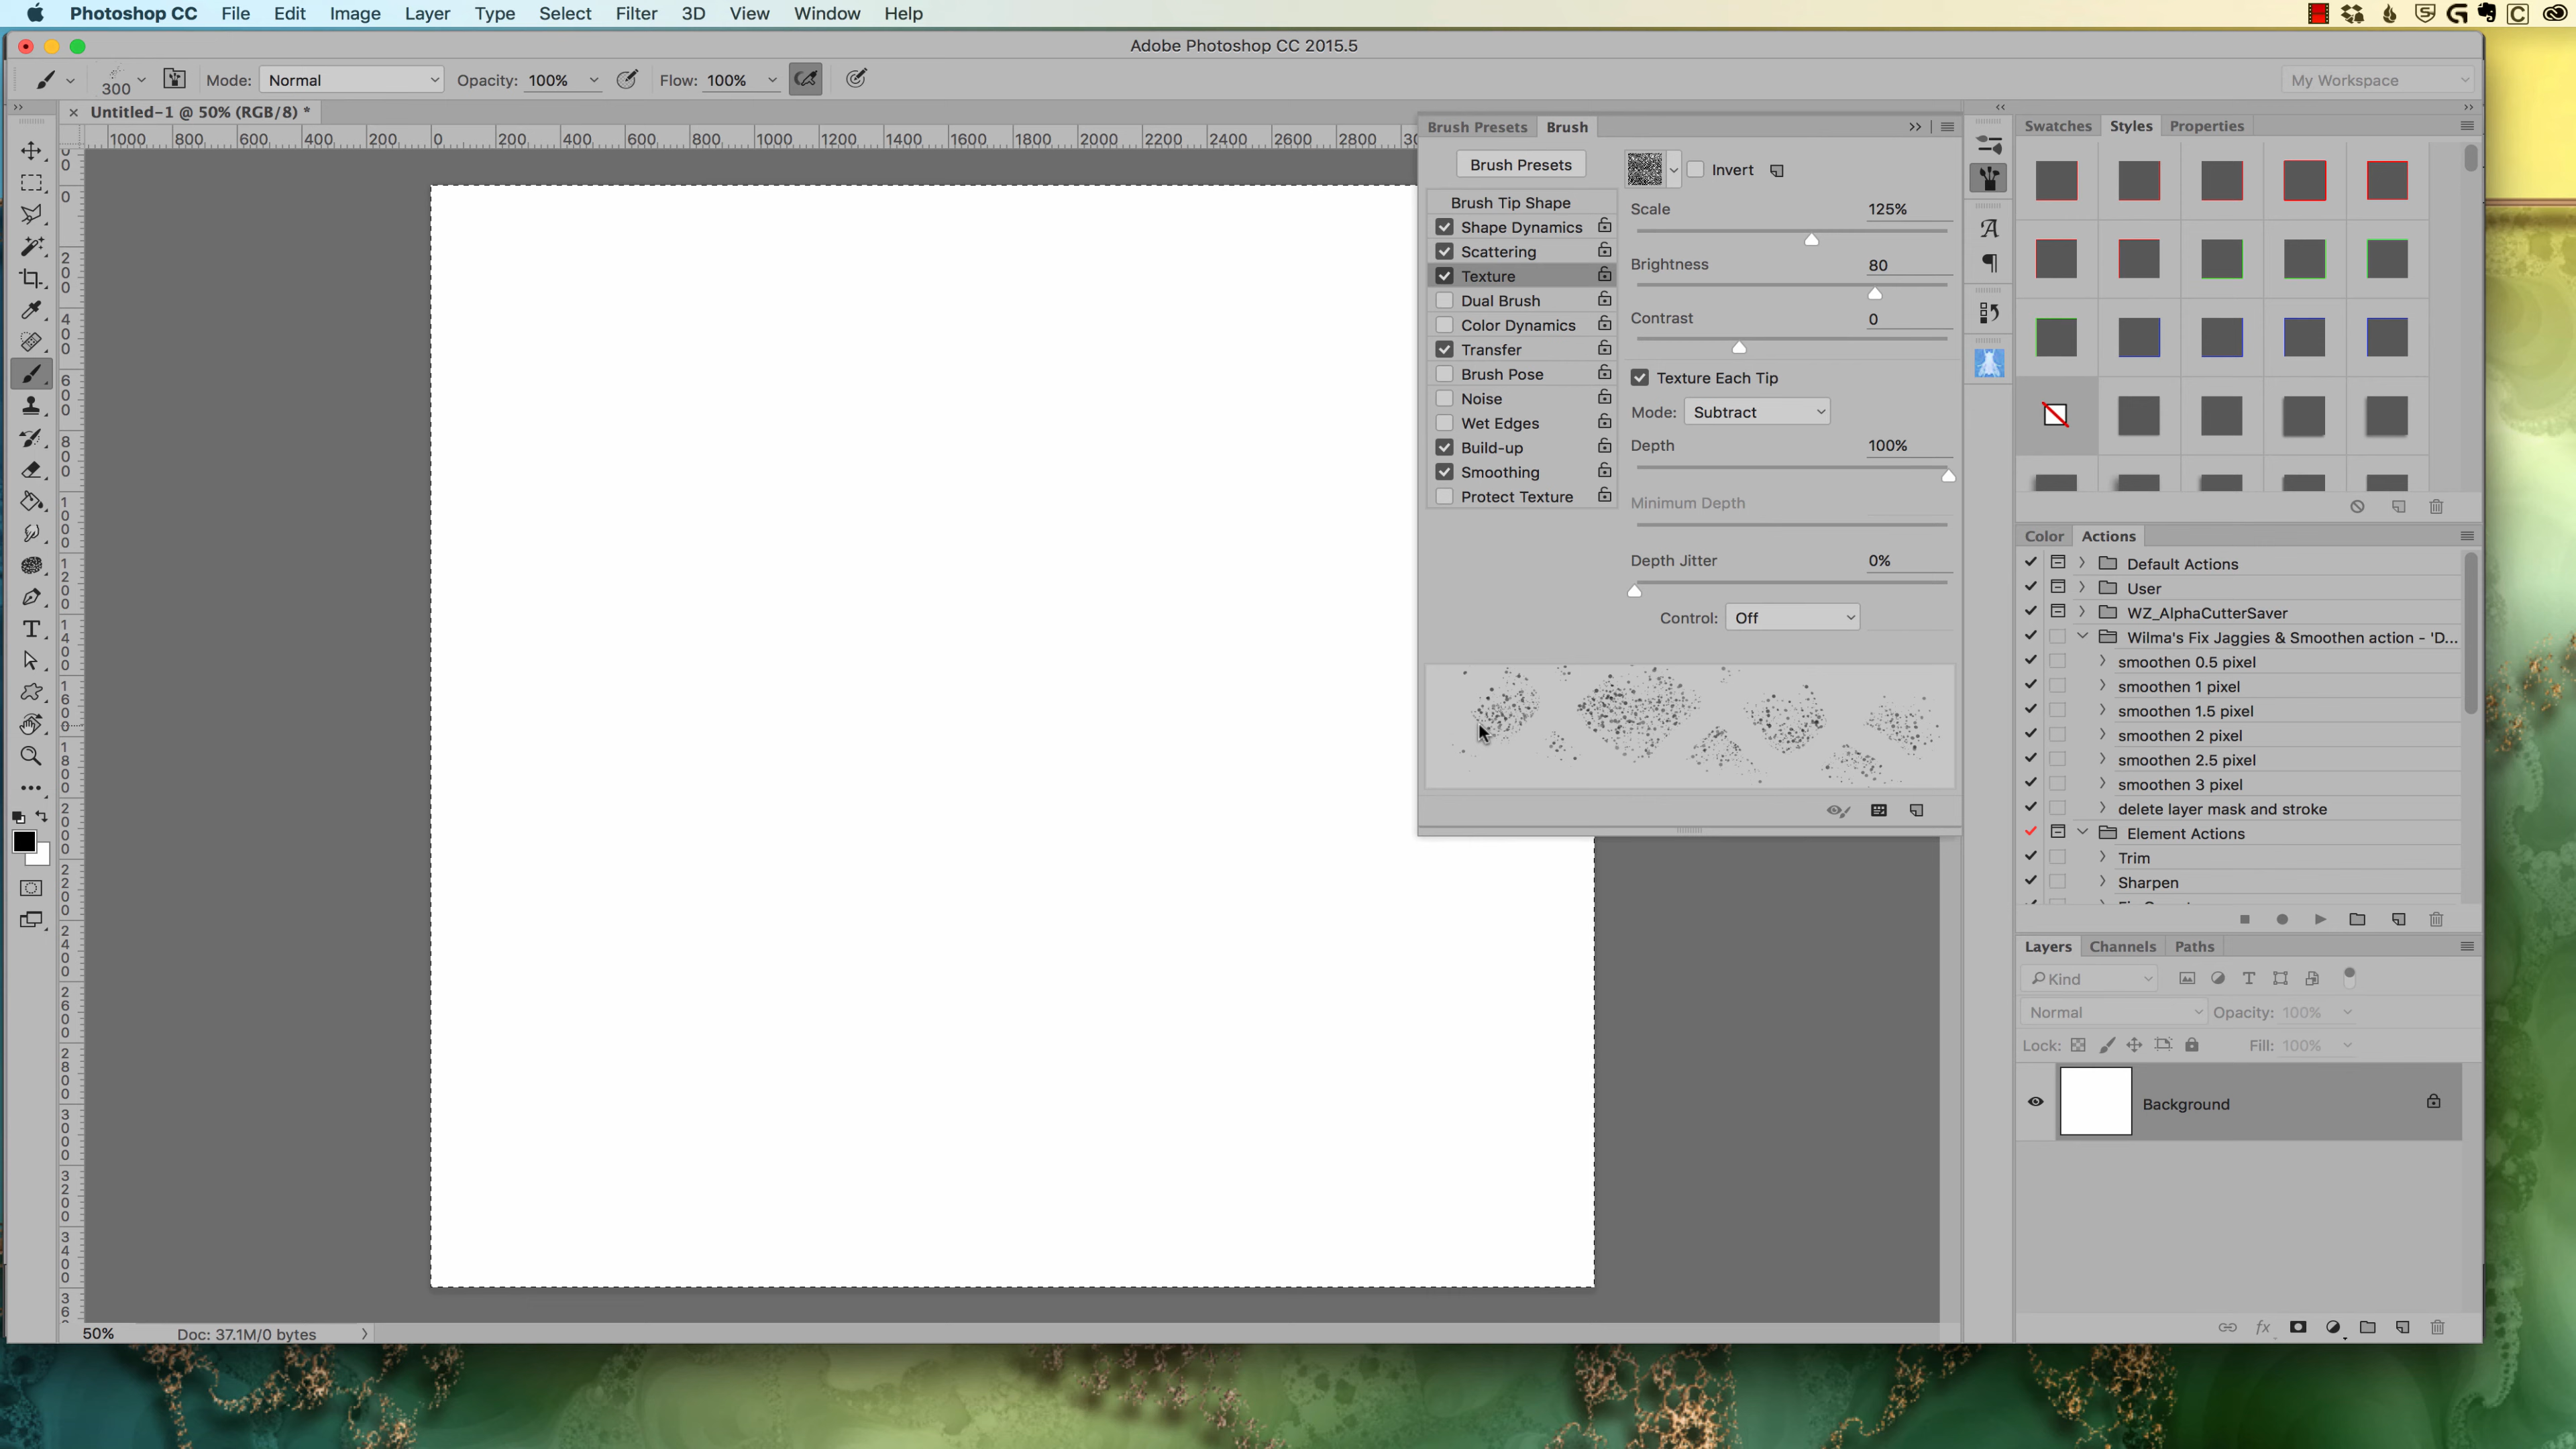 Photoshop CC File Edit Image Layer Type Select Filter 3D View Window Help
Adobe Photoshop CC 2015.5
300 Mode: Normal Opacity: 100% Flow: 100% My Workspace
Untitled-1 @ 50% (RGB/8) *
1000 800 600 400 200 0 200 400 600 800 1000 1200 1400 1600 1800 2000 2200 2400 2600 2800
Brush Presets Brush
Brush Presets
Invert
Brush Tip Shape
Shape Dynamics
Scattering
Texture
Dual Brush
Color Dynamics
Transfer
Brush Pose
Noise
Wet Edges
Build-up
Smoothing
Protect Texture
Scale 125%
Brightness 80
Contrast 0
Texture Each Tip
Mode: Subtract
Depth 100%
Minimum Depth
Depth Jitter 0%
Control: Off
Swatches Styles Properties
Color Actions
Default Actions
User
WZ_AlphaCutterSaver
Wilma's Fix Jaggies & Smoothen action - 'D...
smoothen 0.5 pixel
smoothen 1 pixel
smoothen 1.5 pixel
smoothen 2 pixel
smoothen 2.5 pixel
smoothen 3 pixel
delete layer mask and stroke
Element Actions
Trim
Sharpen
Layers Channels Paths
Kind
Normal Opacity: 100%
Lock: Fill: 100%
Background
50% Doc: 37.1M/0 bytes